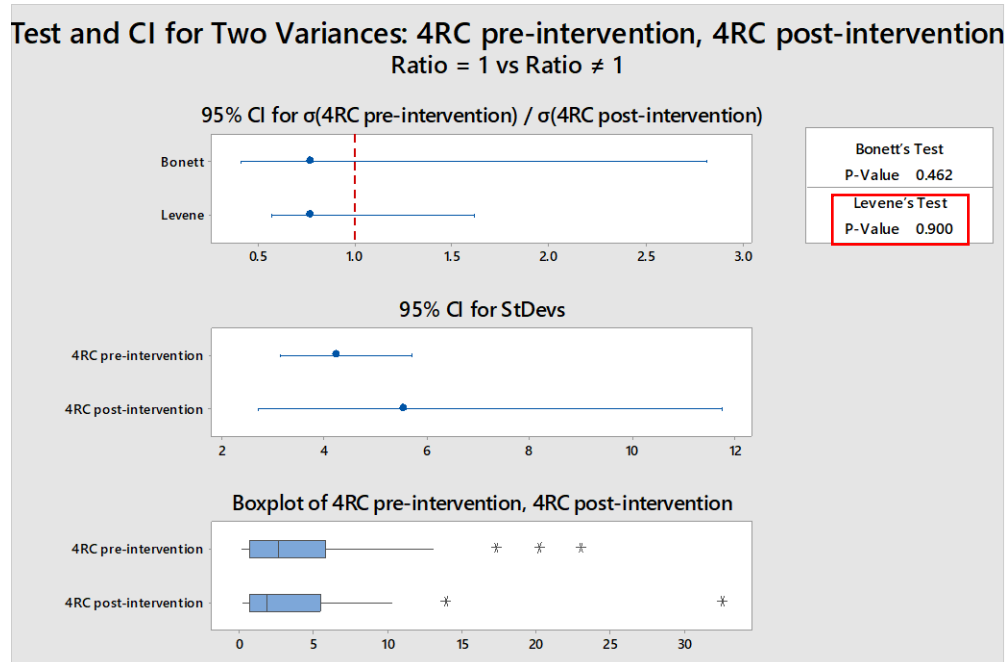 Test and CI for Two Variances: 4RC pre-intervention, 4RC post-intervention
Ratio = 1 vs Ratio ≠ 1
95% CI for σ(4RC pre-intervention) / σ(4RC post-intervention)
Bonett
Levene
0.5 1.0 1.5 2.0 2.5 3.0
Bonett's Test
P-Value 0.462
Levene's Test
P-Value 0.900
95% CI for StDevs
4RC pre-intervention
4RC post-intervention
2 4 6 8 10 12
Boxplot of 4RC pre-intervention, 4RC post-intervention
4RC pre-intervention
4RC post-intervention
0 5 10 15 20 25 30